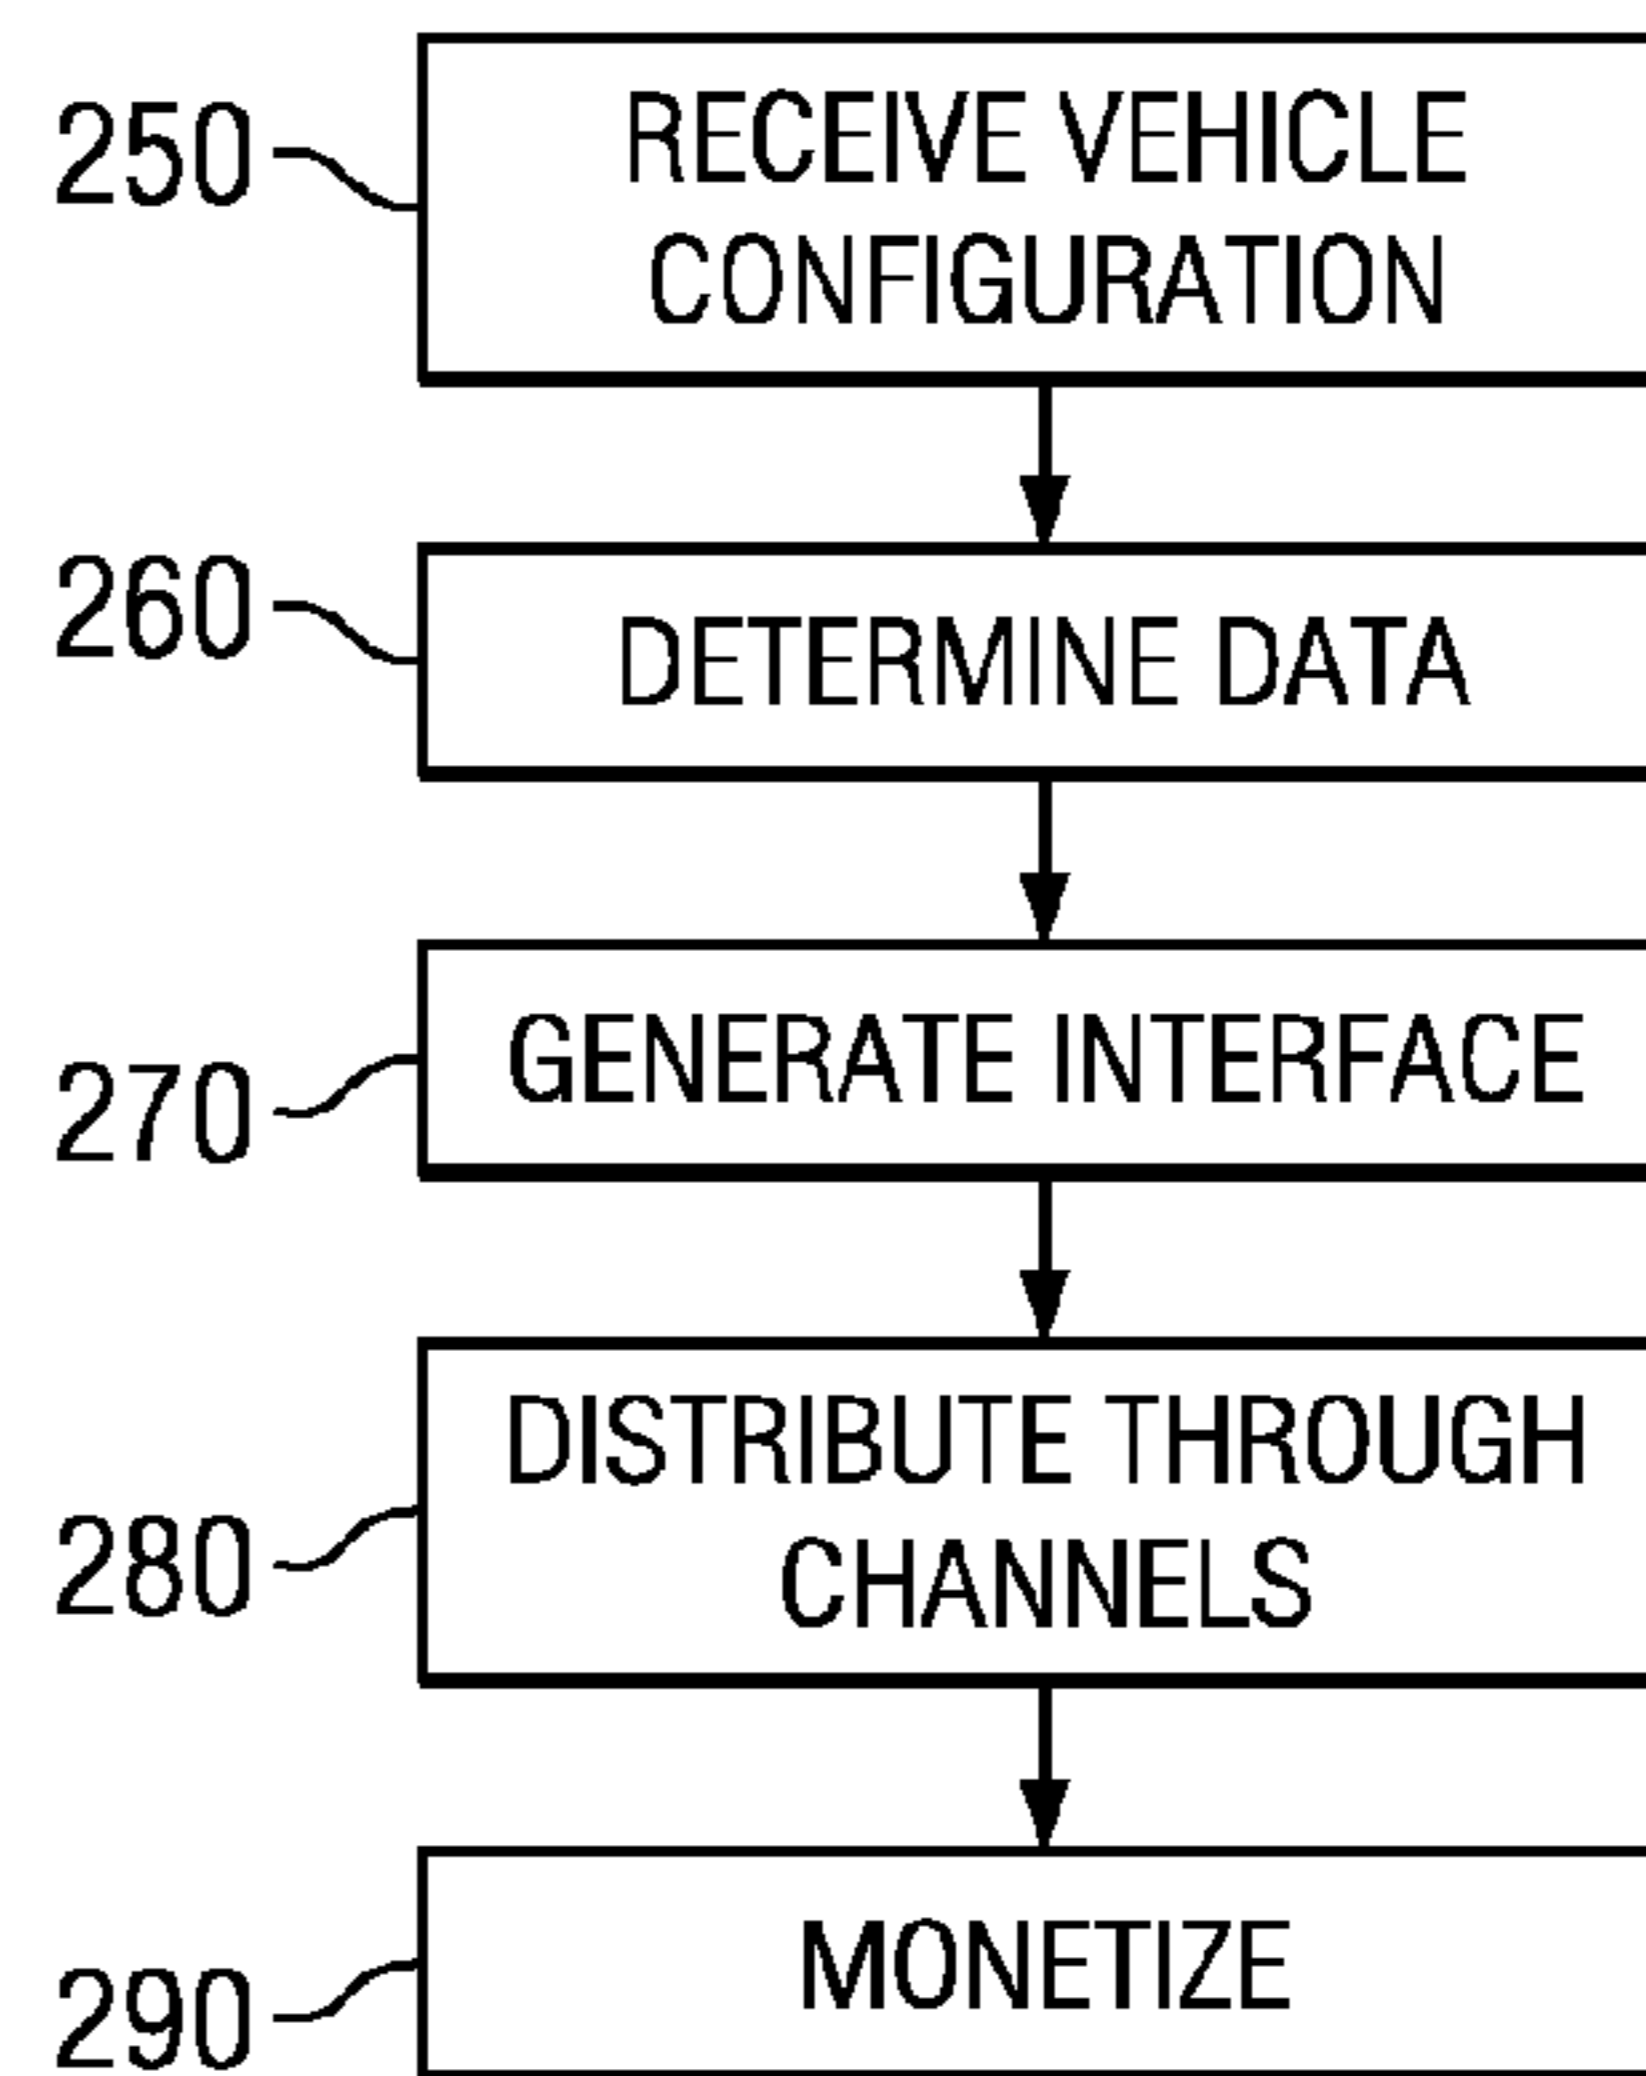 250
RECEIVE VEHICLE
CONFIGURATION
260
DETERMINE DATA
270
GENERATE INTERFACE
280
DISTRIBUTE THROUGH
CHANNELS
290
MONETIZE